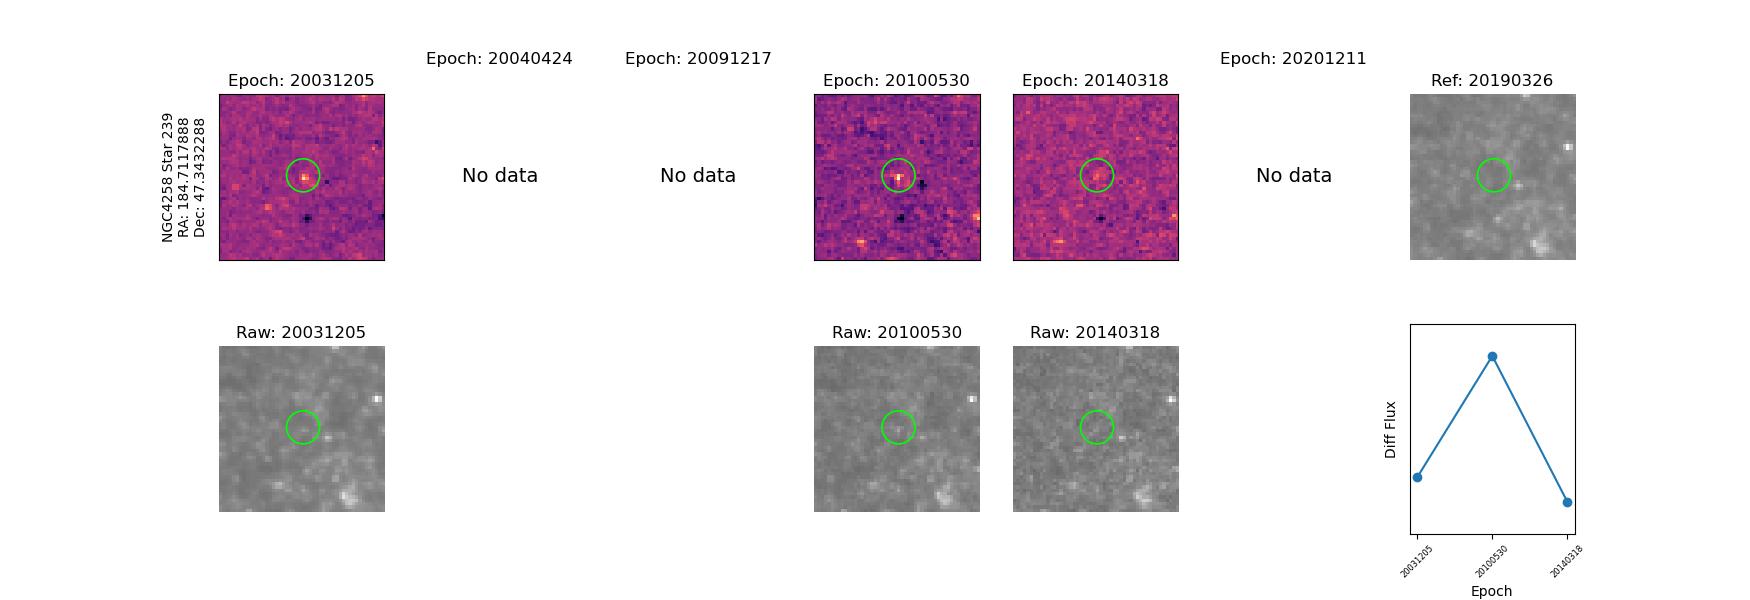 Epoch: 20040424
Epoch: 20091217
Epoch: 20201211
Epoch: 20031205
Epoch: 20100530
Epoch: 20140318
Ref: 20190326
NGC4258 Star 239
RA: 184.7117888
Dec: 47.3432288
No data
No data
No data
Raw: 20031205
Raw: 20100530
Raw: 20140318
Diff Flux
20031205
20100530
20140318
Epoch